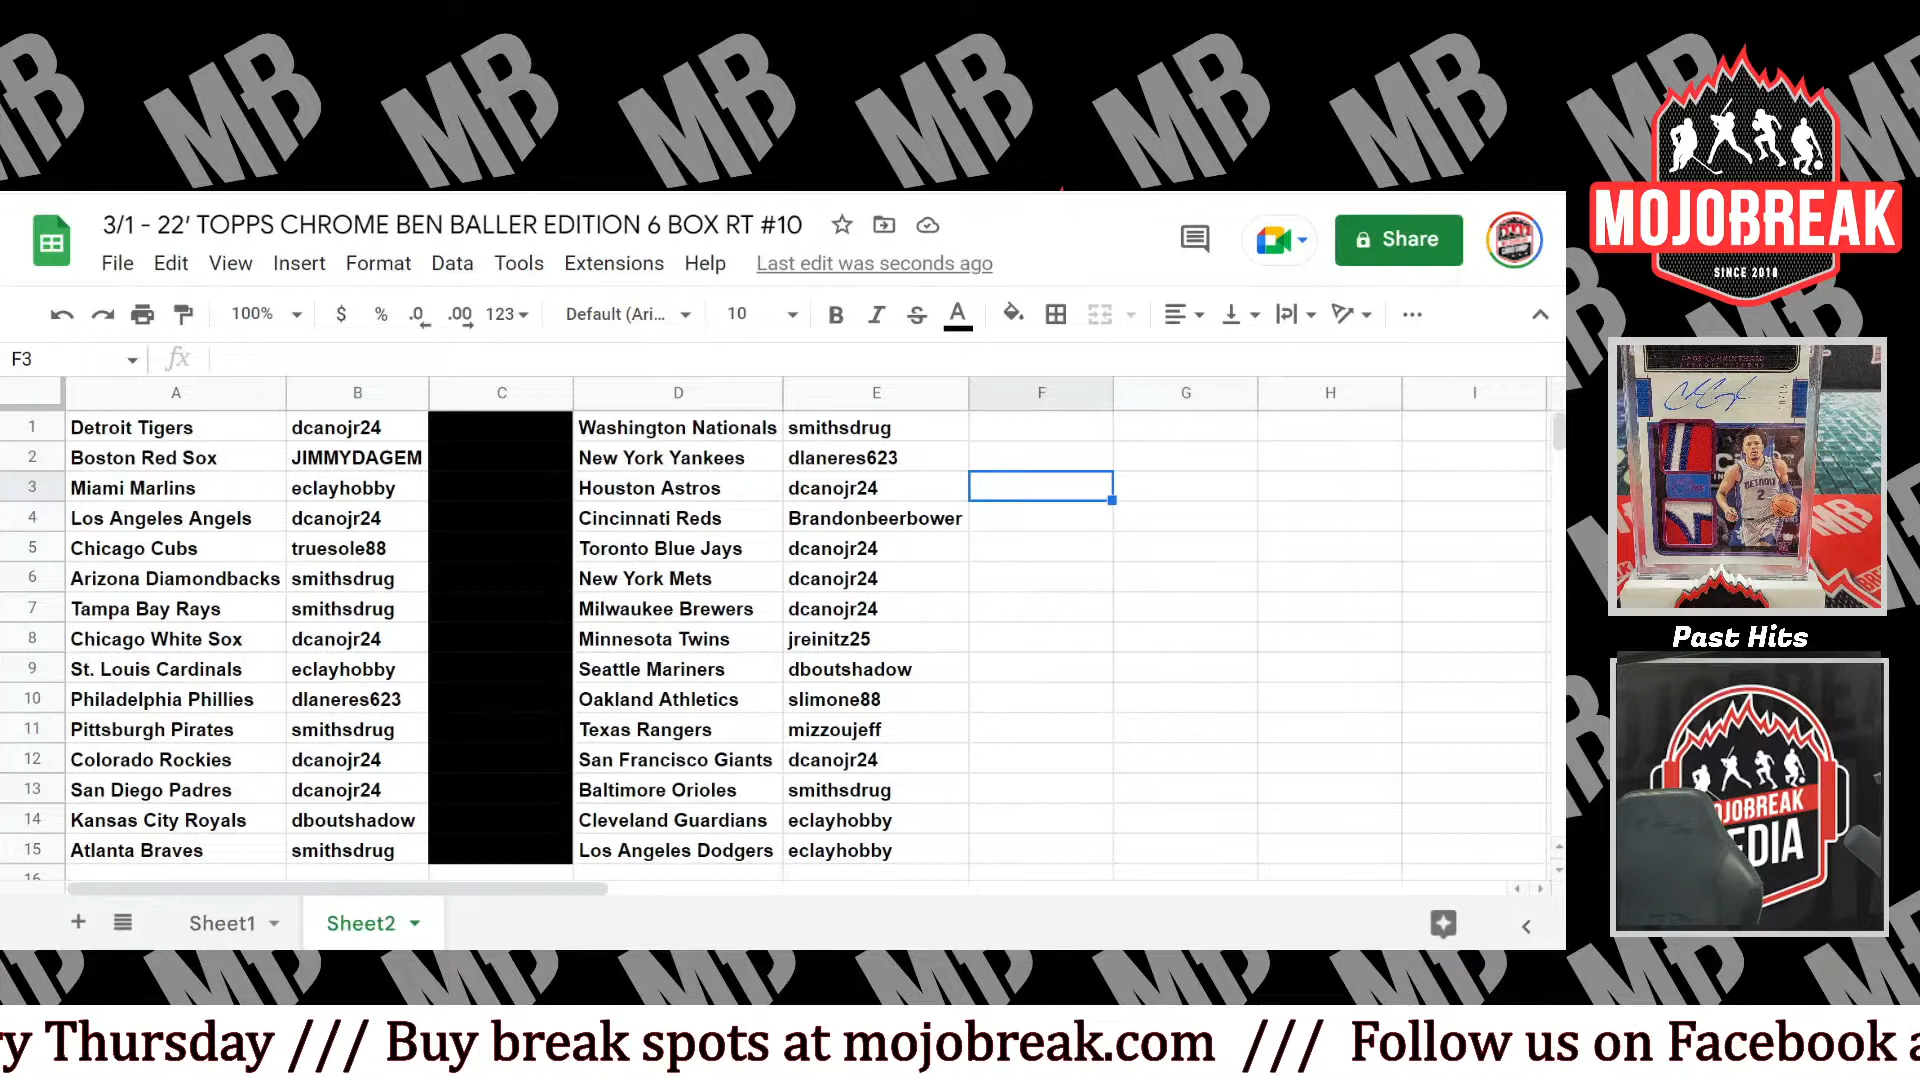 MOJOBREAK
SINCE 2018
3/1 - 22′ TOPPS CHROME BEN BALLER EDITION 6 BOX RT #10
Share
File Edit View Insert Format Data Tools Extensions Help Last edit was seconds ago
100% $ % .0 .00 123 Default (Ari... 10 B I S A
F3 fx
A B C D E F G H I
1 Detroit Tigers dcanojr24 Washington Nationals smithsdrug
2 Boston Red Sox JIMMYDAGEM New York Yankees dlaneres623
3 Miami Marlins eclayhobby Houston Astros dcanojr24
4 Los Angeles Angels dcanojr24 Cincinnati Reds Brandonbeerbower
5 Chicago Cubs truesole88 Toronto Blue Jays dcanojr24
6 Arizona Diamondbacks smithsdrug New York Mets dcanojr24
7 Tampa Bay Rays smithsdrug Milwaukee Brewers dcanojr24
8 Chicago White Sox dcanojr24 Minnesota Twins jreinitz25
9 St. Louis Cardinals eclayhobby Seattle Mariners dboutshadow
10 Philadelphia Phillies dlaneres623 Oakland Athletics slimone88
11 Pittsburgh Pirates smithsdrug Texas Rangers mizzoujeff
12 Colorado Rockies dcanojr24 San Francisco Giants dcanojr24
13 San Diego Padres dcanojr24 Baltimore Orioles smithsdrug
14 Kansas City Royals dboutshadow Cleveland Guardians eclayhobby
15 Atlanta Braves smithsdrug Los Angeles Dodgers eclayhobby
16
Sheet1 Sheet2
DETROIT
2
Past Hits
MOJOBREAK
EDIA
ry Thursday /// Buy break spots at mojobreak.com /// Follow us on Facebook a